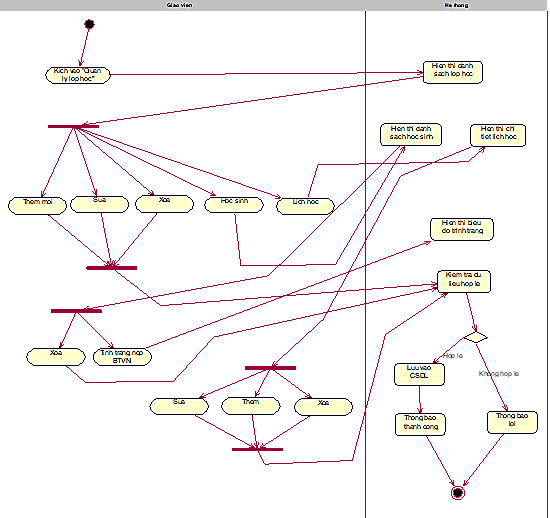 Giao vien
He thong
Kich vao "Quan
ly lop hoc"
Hien thi danh
sach lop hoc
Hien thi danh
sach hoc sinh
Hien thi chi
tiet lich hoc
Them moi
Sua
Xoa
Hoc sinh
Lich hoc
Hien thi bieu
do tinh trang
Kiem tra du
lieu hop le
Xoa
Tinh trang nop
BTVN
Hop le
Khong hop le
Luu vao
CSDL
Sua
Them
Xoa
Thong bao
thanh cong
Thong bao
loi